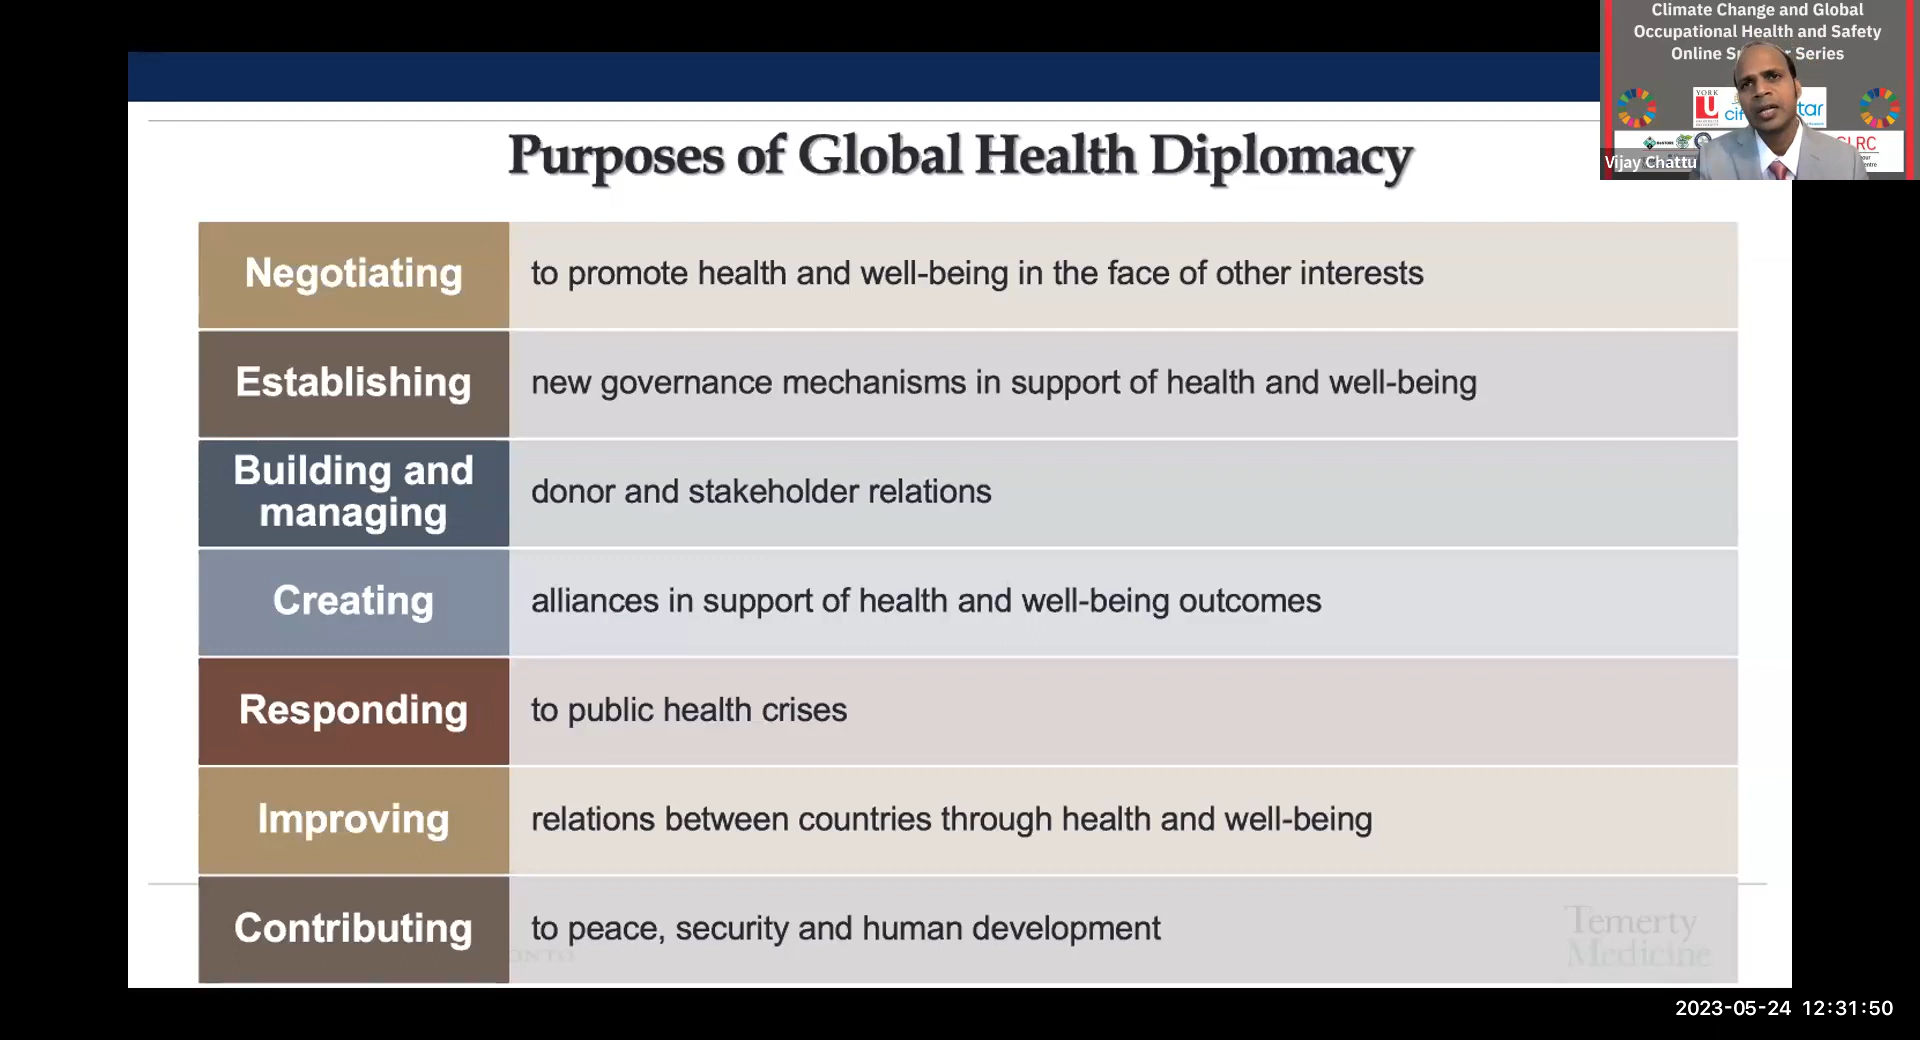 Climate Change and Global
Occupational Health and Safety
Online Series
YORK
U
cif
tar
LRC
Vijay Chattu
Purposes of Global Health Diplomacy
Negotiating to promote health and well-being in the face of other interests
Establishing new governance mechanisms in support of health and well-being
Building and
managing
donor and stakeholder relations
Creating alliances in support of health and well-being outcomes
Responding to public health crises
Improving relations between countries through health and well-being
Contributing to peace, security and human development
Temerty
Medicine
2023-05-24 12:31:50